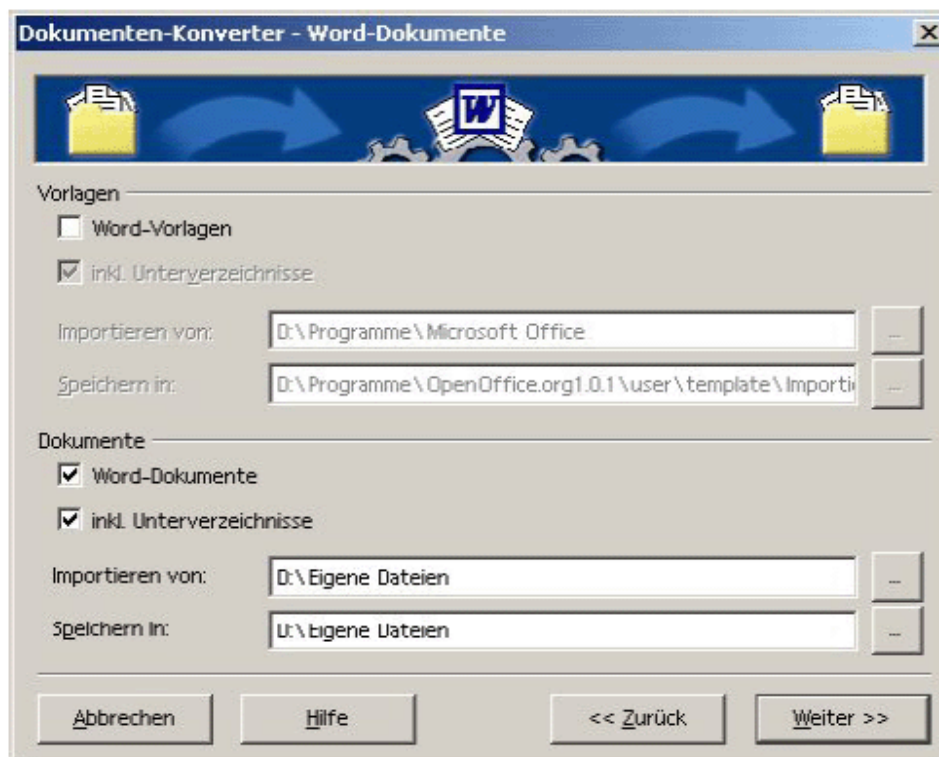 Dokumenten-Konverter - Word-Dokumente
W
Vorlagen
Word-Vorlagen
inkl. Unterverzeichnisse
Importieren von: D:\Programme\Microsoft Office ...
Speichern in: D:\Programme\OpenOffice.org1.0.1\user\template\Importi ...
Dokumente
Word-Dokumente
inkl. Unterverzeichnisse
Importieren von: D:\Eigene Dateien ...
Speichern in: D:\Eigene Dateien ...
Abbrechen Hilfe << Zurück Weiter >>